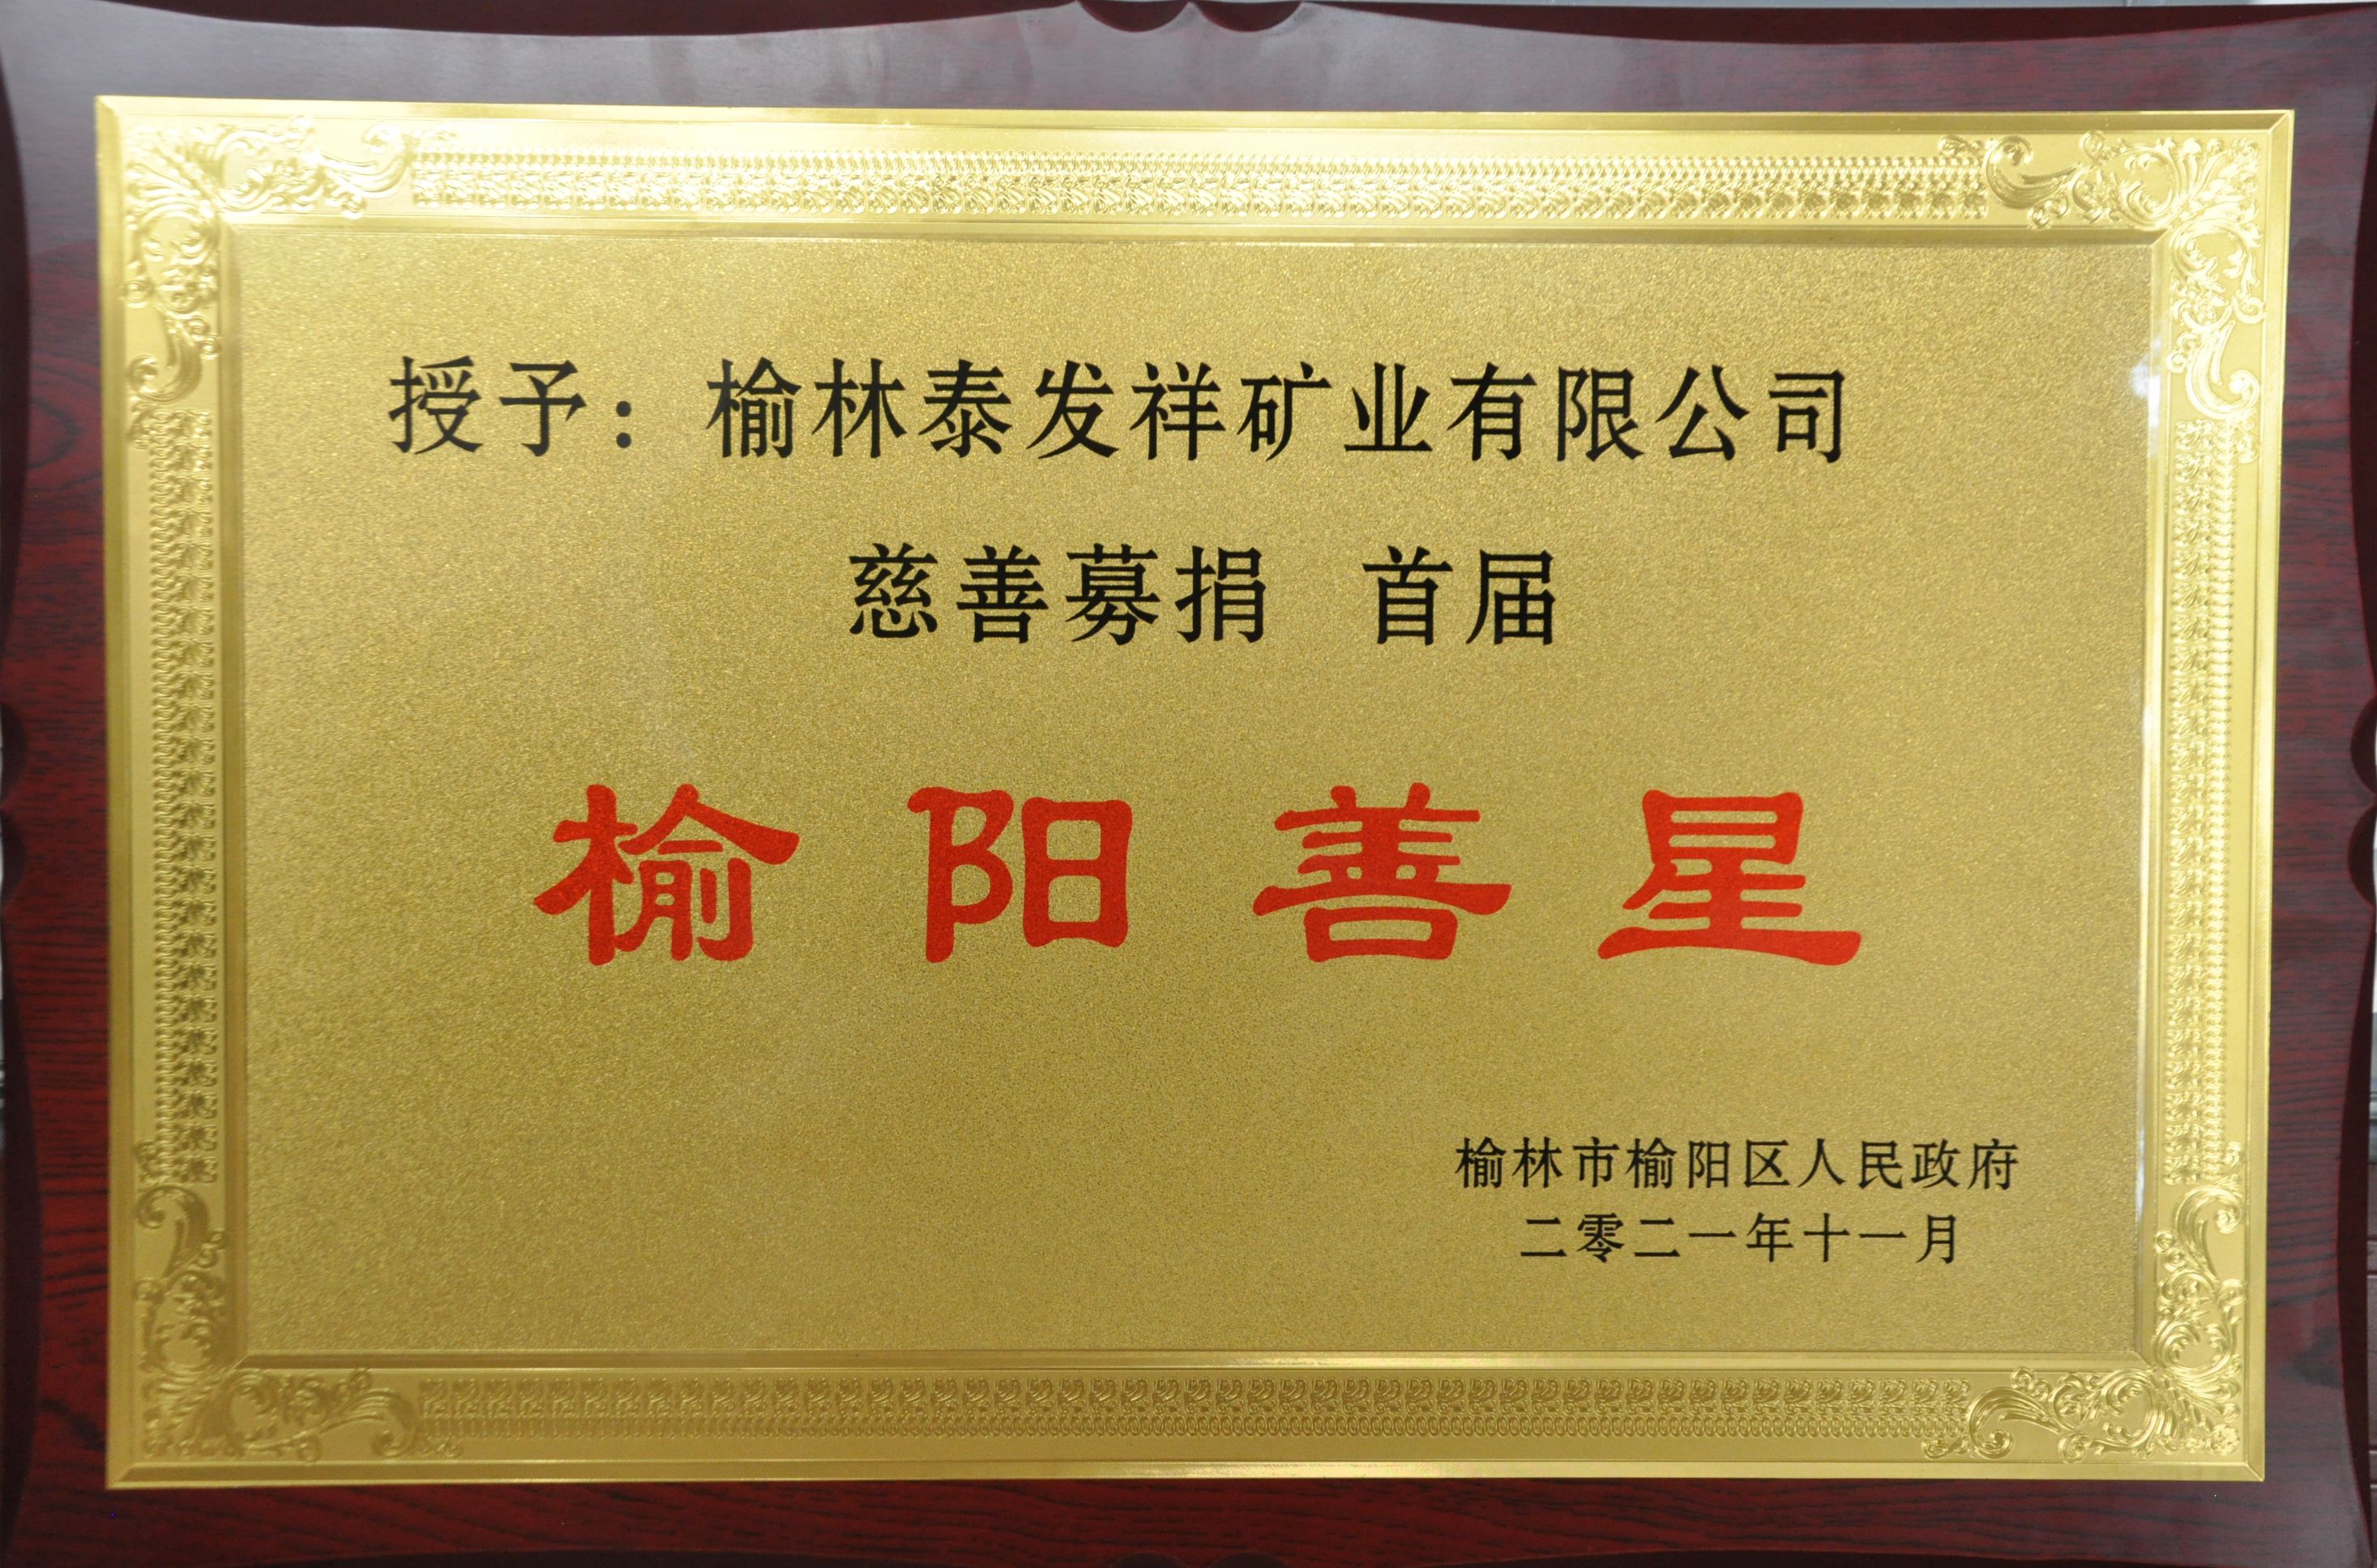 授予：榆林泰发祥矿业有限公司
慈善募捐 首届
榆阳善星
榆林市榆阳区人民政府
二零二一年十一月